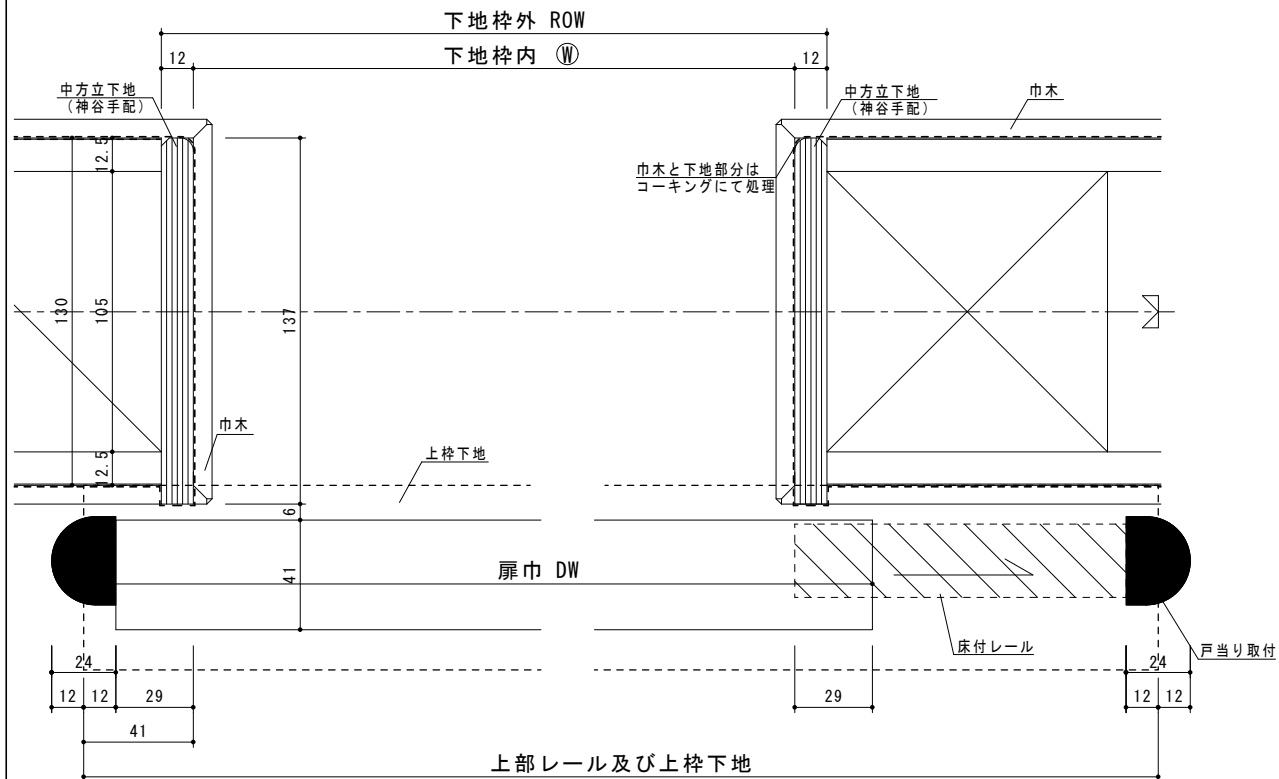 下地枠外 ROW
12
下地枠内 Ⓦ
12
中方立下地
(神谷手配)
中方立下地
(神谷手配)
巾木
巾木と下地部分は
コーキングにて処理
12.5
130
105
137
12.5
巾木
上枠下地
6
41
扉巾 DW
床付レール
戸当り取付
24
12
12
29
41
29
24
12
12
上部レール及び上枠下地